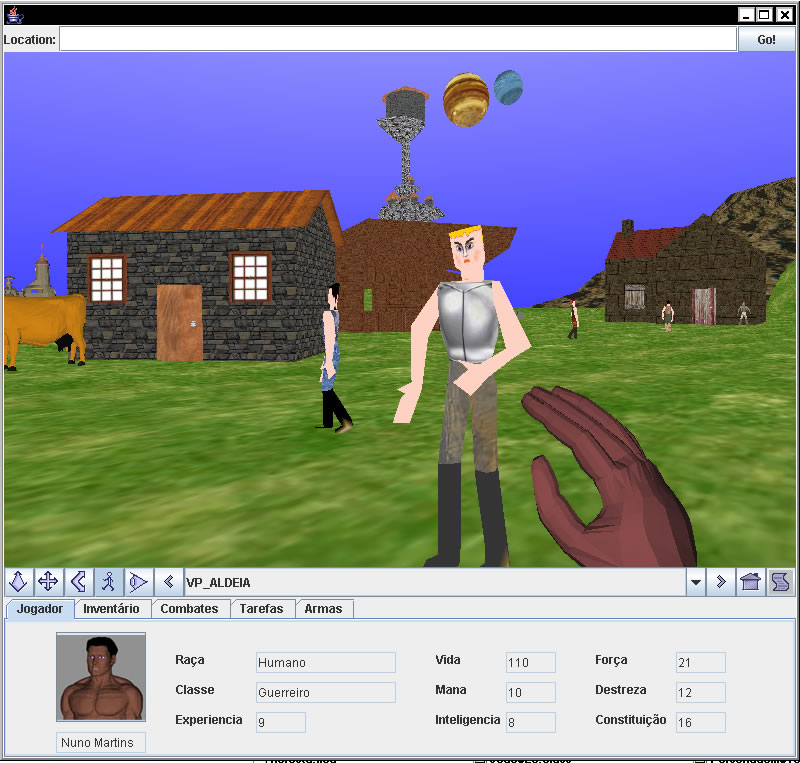 Location: Go!
VP_ALDEIA
Jogador Inventário Combates Tarefas Armas
Raça Humano Vida 110 Força 21
Classe Guerreiro Mana 10 Destreza 12
Experiencia 9 Inteligencia 8 Constituição 16
Nuno Martins